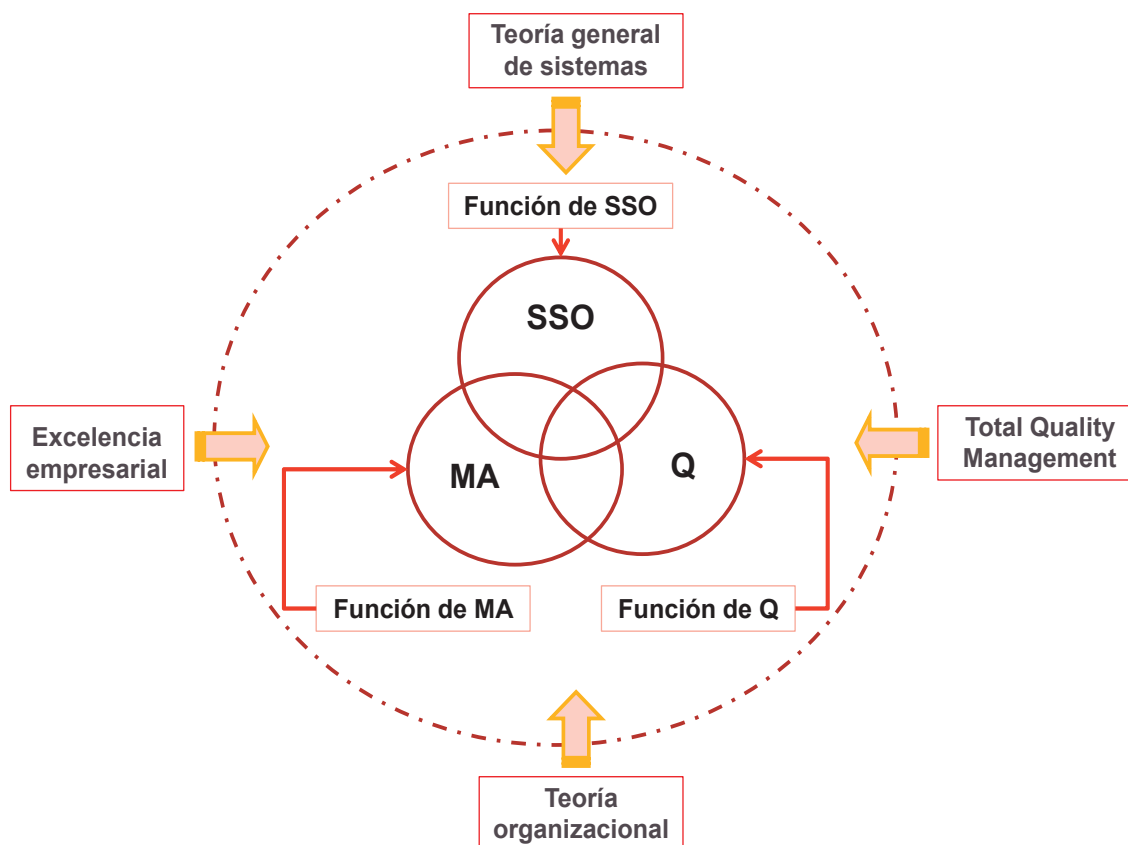 Teoría general
de sistemas
Función de SSO
SSO
Excelencia
empresarial
Total Quality
Management
MA
Q
Función de MA
Función de Q
Teoría
organizacional